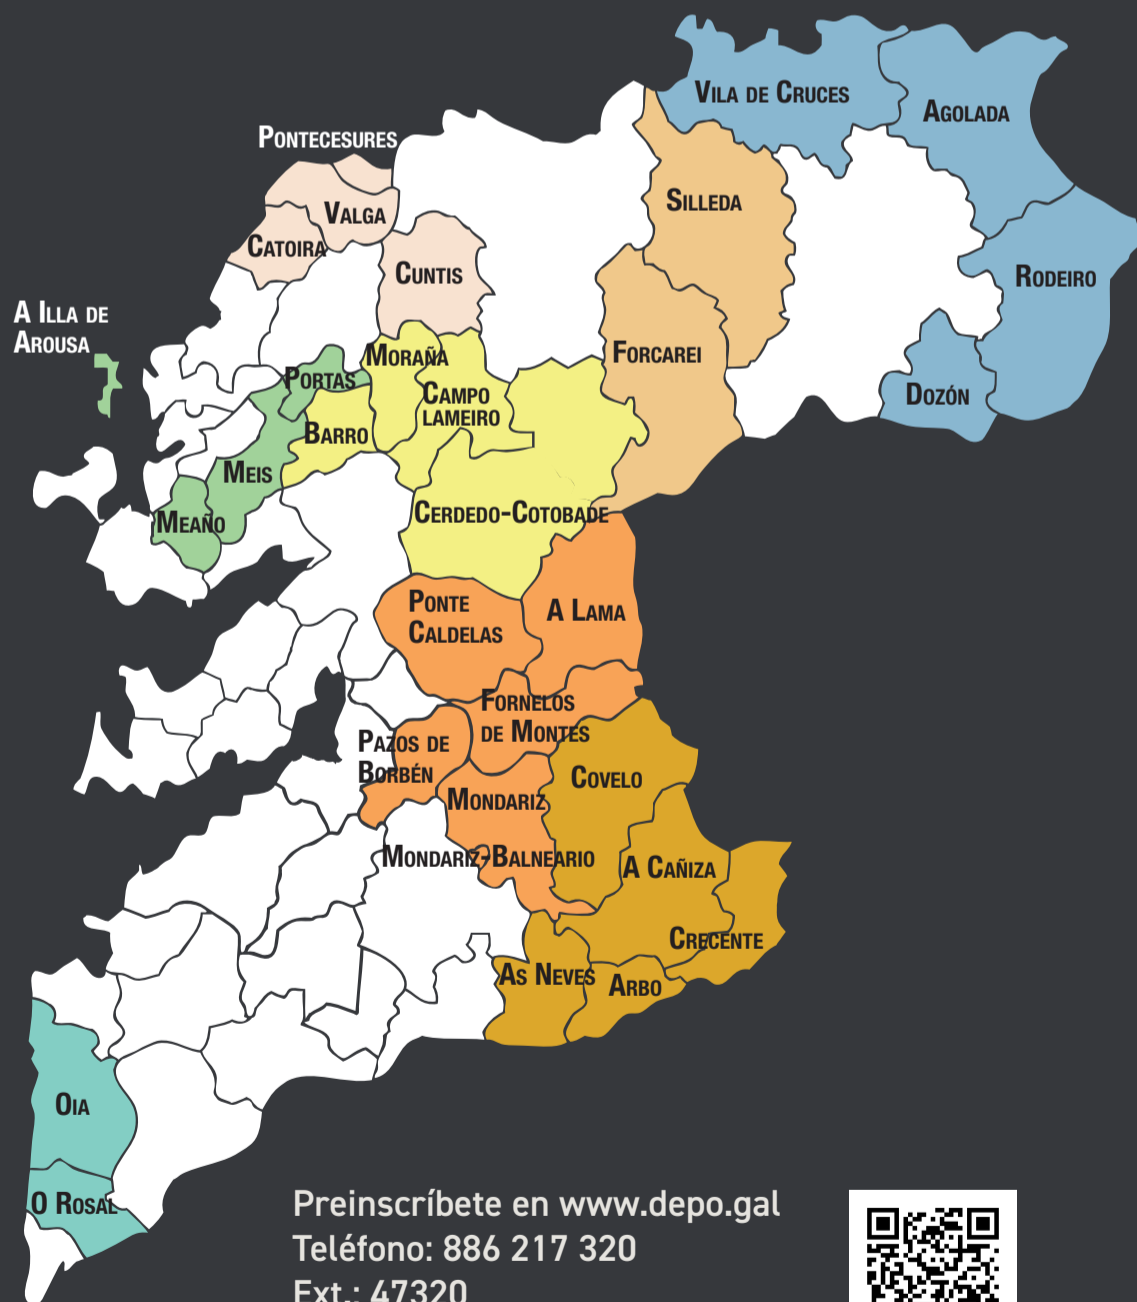 Vila de Cruces
Agolada
Pontecesures
Silleda
Valga
Catoira
Cuntis
Rodeiro
A Illa de
Arousa
Moraña
Forcarei
Portas
Campo
Lameiro
Dozón
Barro
Meis
Cerdedo-Cotobade
Meaño
Ponte
Caldelas
A Lama
Fornelos
de Montes
Pazos de
Borbén
Covelo
Mondariz
Mondariz-Balneario
A Cañiza
Crecente
As Neves
Arbo
Oia
O Rosal
Preinscríbete en www.depo.gal
Teléfono: 886 217 320
Ext.: 47320